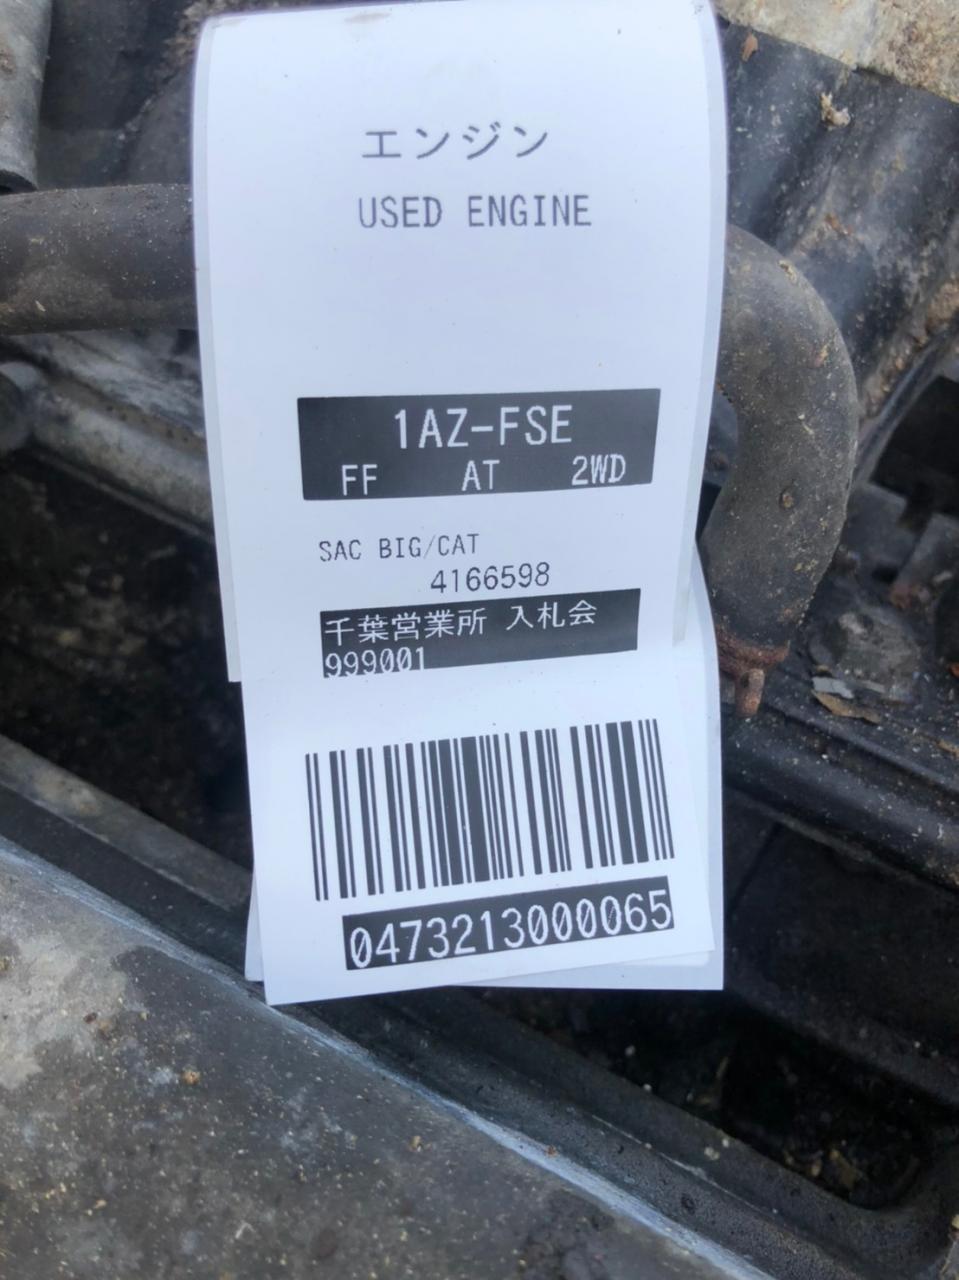 エンジン
USED ENGINE
1AZ-FSE
FF AT 2WD
SAC BIG/CAT
4166598
千葉営業所 入札会
999001
0473213000065